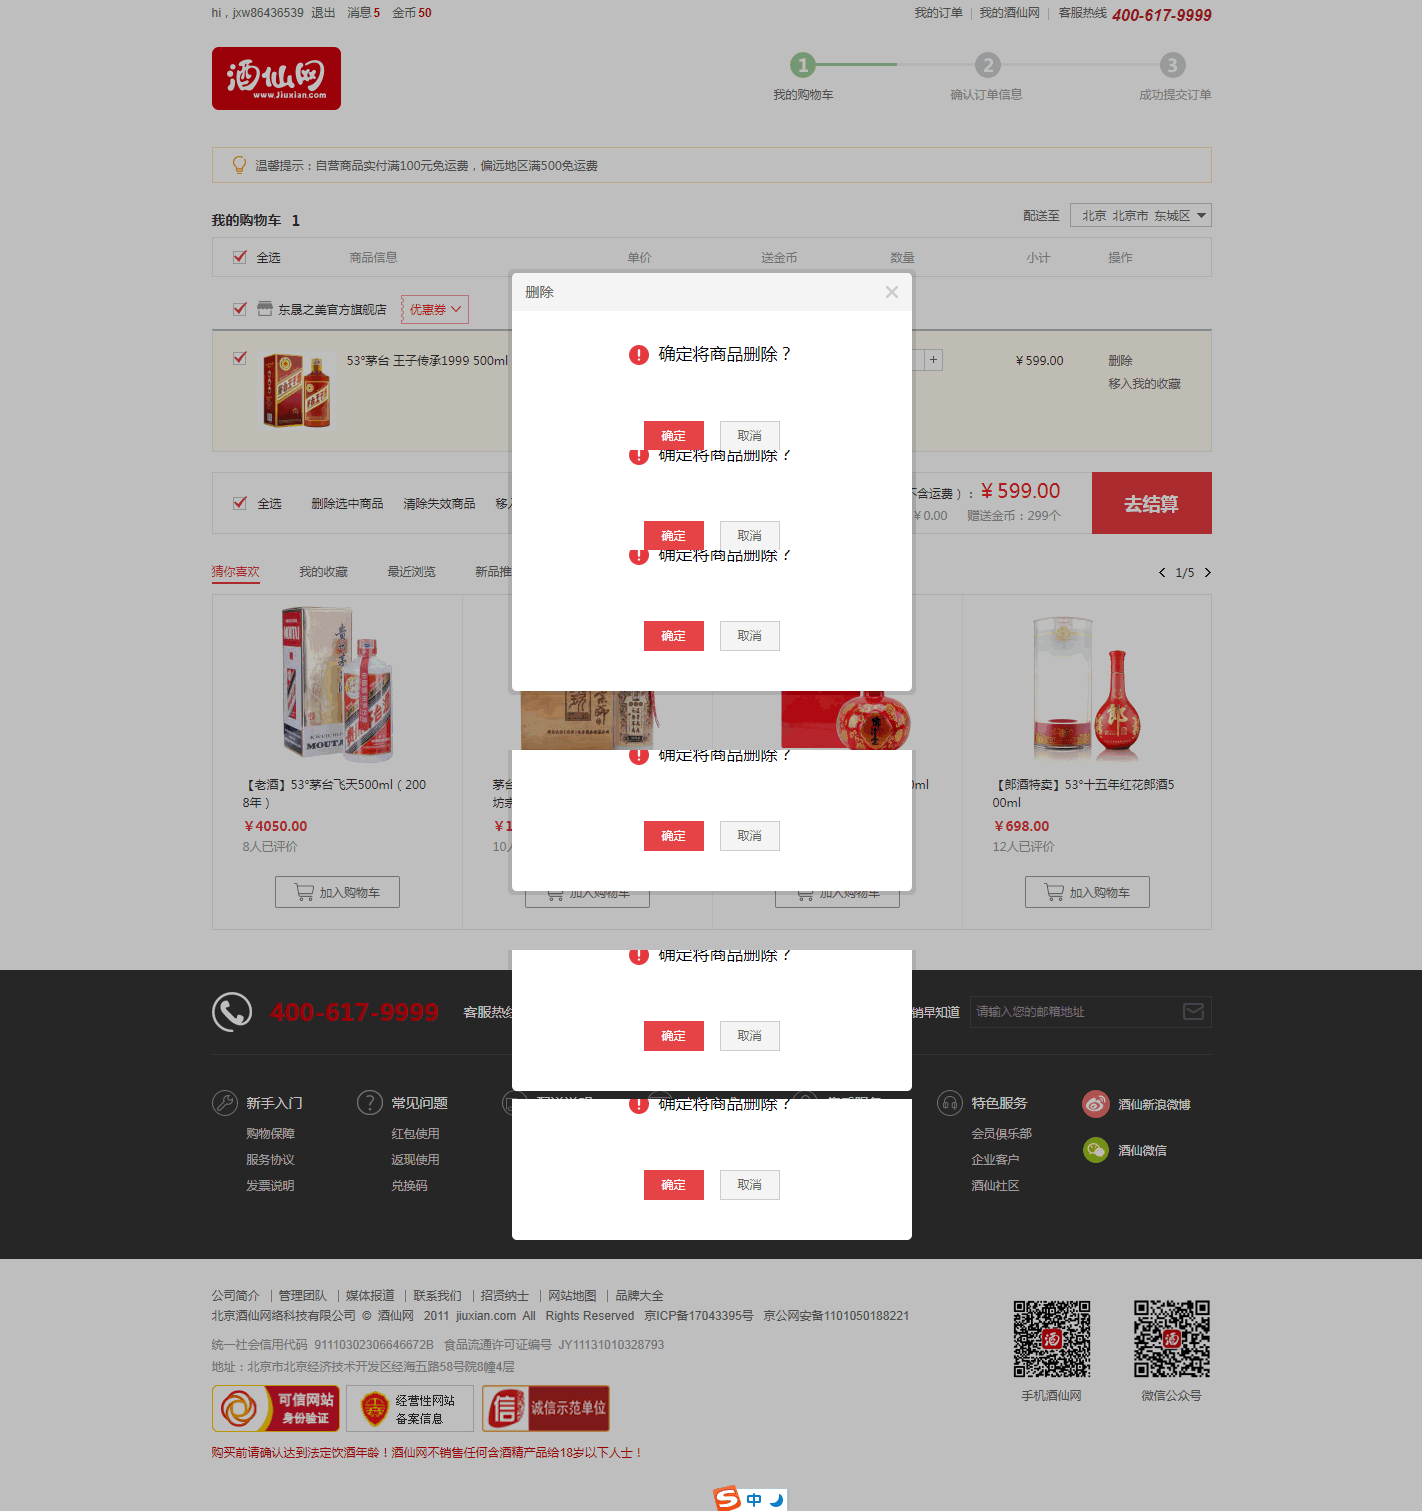 hi，jxw86436539 退出 消息 5 金币 50
我的订单 我的酒仙网 客服热线 400-617-9999
酒仙网
www.Jiuxian.com
1 2 3
我的购物车 确认订单信息 成功提交订单
温馨提示：自营商品实付满100元免运费，偏远地区满500免运费
我的购物车 1
配送至 北京 北京市 东城区
全选 商品信息 单价 送金币 数量 小计 操作
删除
东晟之美官方旗舰店 优惠券
确定将商品删除？
53°茅台 王子传承1999 500ml
+ ¥599.00 删除
移入我的收藏
确定 取消
确定将商品删除？
全选 删除选中商品 清除失效商品 移入
不含运费）：¥599.00
¥0.00 赠送金币：299个
去结算
确定 取消
确定将商品删除？
猜你喜欢 我的收藏 最近浏览 新品推
1/5
确定 取消
MOUTAI
郎
确定将商品删除？
【老酒】53°茅台飞天500ml（2008年）
¥4050.00
8人已评价
加入购物车
茅台
¥1
10人
加入购物车
0ml
加入购物车
【郎酒特卖】53°十五年红花郎酒500ml
¥698.00
12人已评价
加入购物车
确定 取消
确定将商品删除？
400-617-9999 客服热线
销早知道 请输入您的邮箱地址
确定 取消
新手入门
购物保障
服务协议
发票说明
常见问题
红包使用
返现使用
兑换码
确定将商品删除？
确定 取消
特色服务
会员俱乐部
企业客户
酒仙社区
酒仙新浪微博
酒仙微信
公司简介 ｜管理团队 ｜媒体报道 ｜联系我们 ｜招贤纳士 ｜网站地图 ｜品牌大全
北京酒仙网络科技有限公司 © 酒仙网 2011 jiuxian.com All Rights Reserved 京ICP备17043395号 京公网安备1101050188221
统一社会信用代码 91110302306646672B 食品流通许可证编号 JY11131010328793
地址：北京市北京经济技术开发区经海五路58号院8幢4层
可信网站
身份验证
经营性网站
备案信息
信 诚信示范单位
酒
手机酒仙网
酒
微信公众号
购买前请确认达到法定饮酒年龄！酒仙网不销售任何含酒精产品给18岁以下人士！
S 中